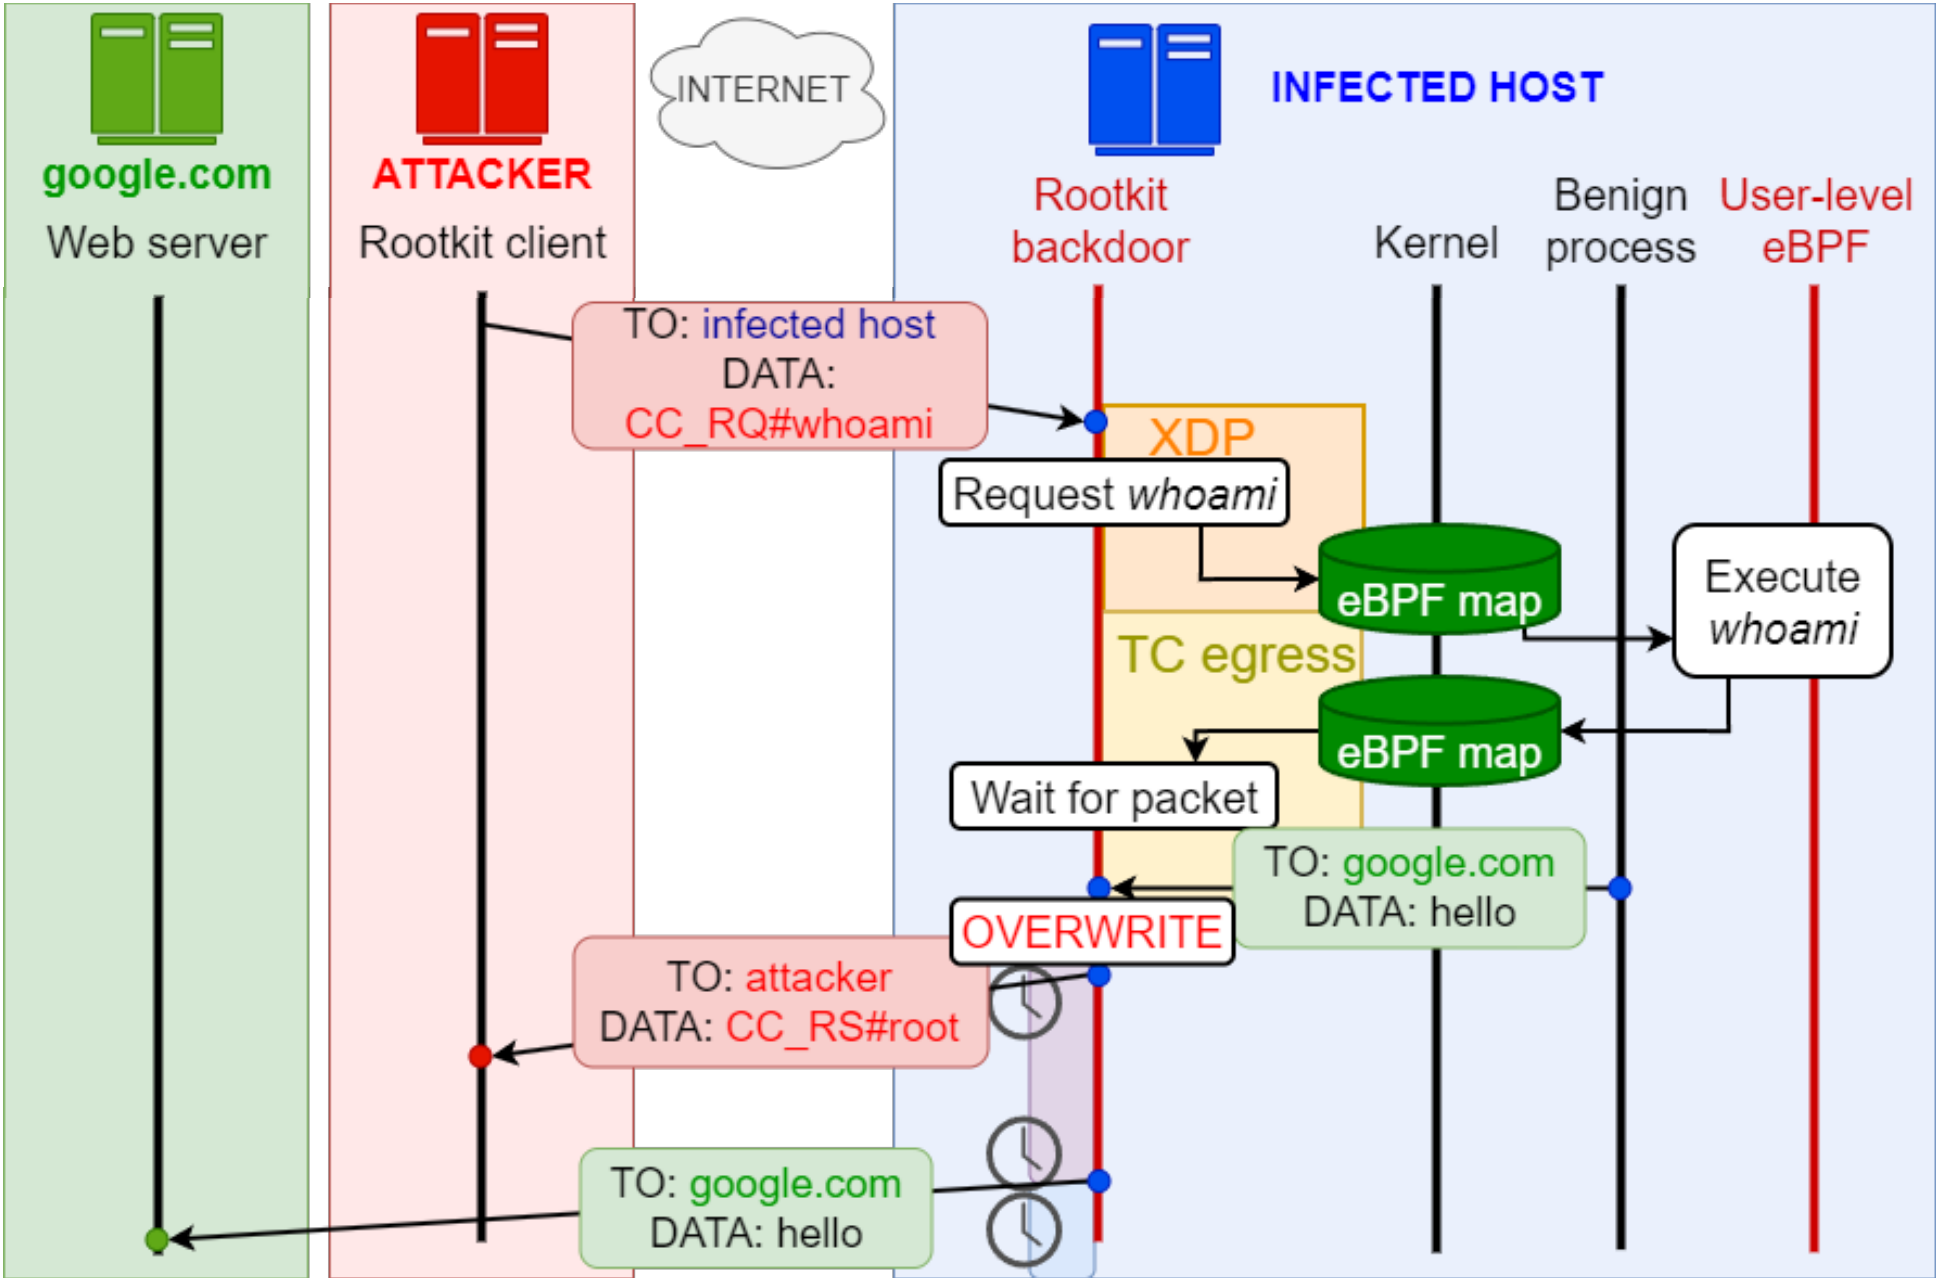 google.com
Web server
ATTACKER
Rootkit client
INTERNET
INFECTED HOST
Rootkit
backdoor
Kernel
Benign
process
User-level
eBPF
TO: infected host
DATA:
CC_RQ#whoami
XDP
Request whoami
eBPF map
Execute
whoami
TC egress
eBPF map
Wait for packet
TO: google.com
DATA: hello
OVERWRITE
TO: attacker
DATA: CC_RS#root
TO: google.com
DATA: hello